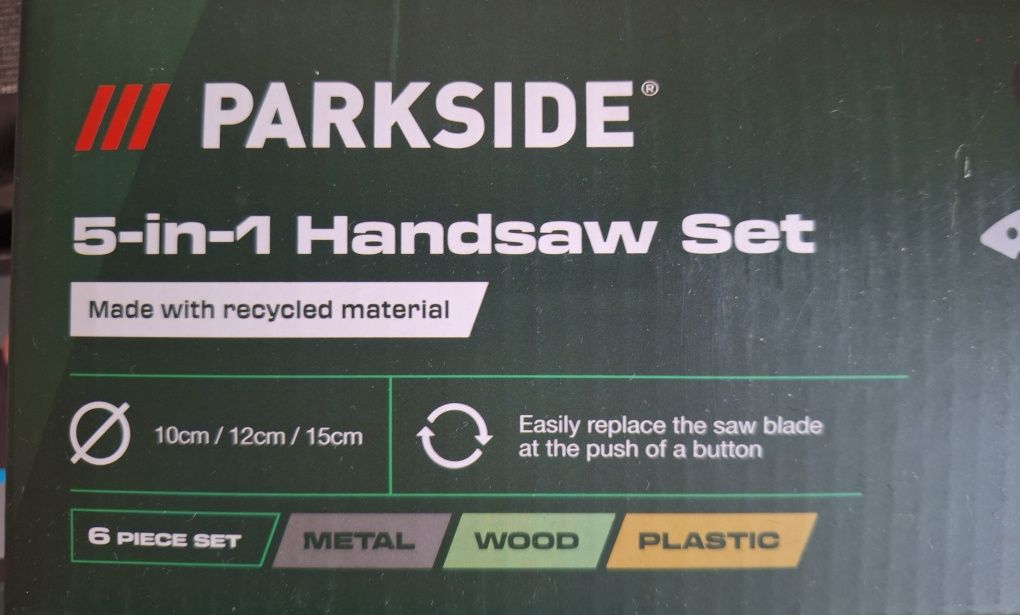 PARKSIDE®
5-in-1 Handsaw Set
Made with recycled material
10cm / 12cm / 15cm
Easily replace the saw blade
at the push of a button
6 PIECE SET
METAL
WOOD
PLASTIC